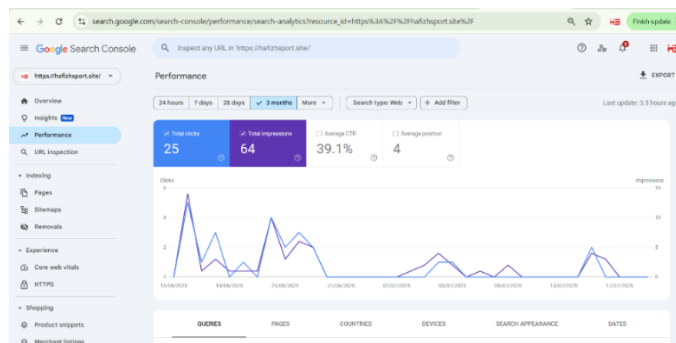 search.google.com/search-console/performance/search-analytics?resource_id=https%3A%2F%2Fhafizhsport.site%2F
Finish update
Google Search Console
Inspect any URL in "https://hafizhsport.site/"
https://hafizhsport.site/
Performance
EXPORT
Overview
24 hours 7 days 28 days 3 months More
Search type: Web
Add filter
Last update: 3.5 hours ago
Insights New
Performance
URL inspection
Total clicks
25
Total impressions
64
Average CTR
39.1%
Average position
4
Indexing
Pages
Sitemaps
Removals
Clicks
Impressions
6
4
2
0
15
10
5
0
Experience
Core web vitals
HTTPS
Shopping
Product snippets
Merchant listings
QUERIES PAGES COUNTRIES DEVICES SEARCH APPEARANCE DATES